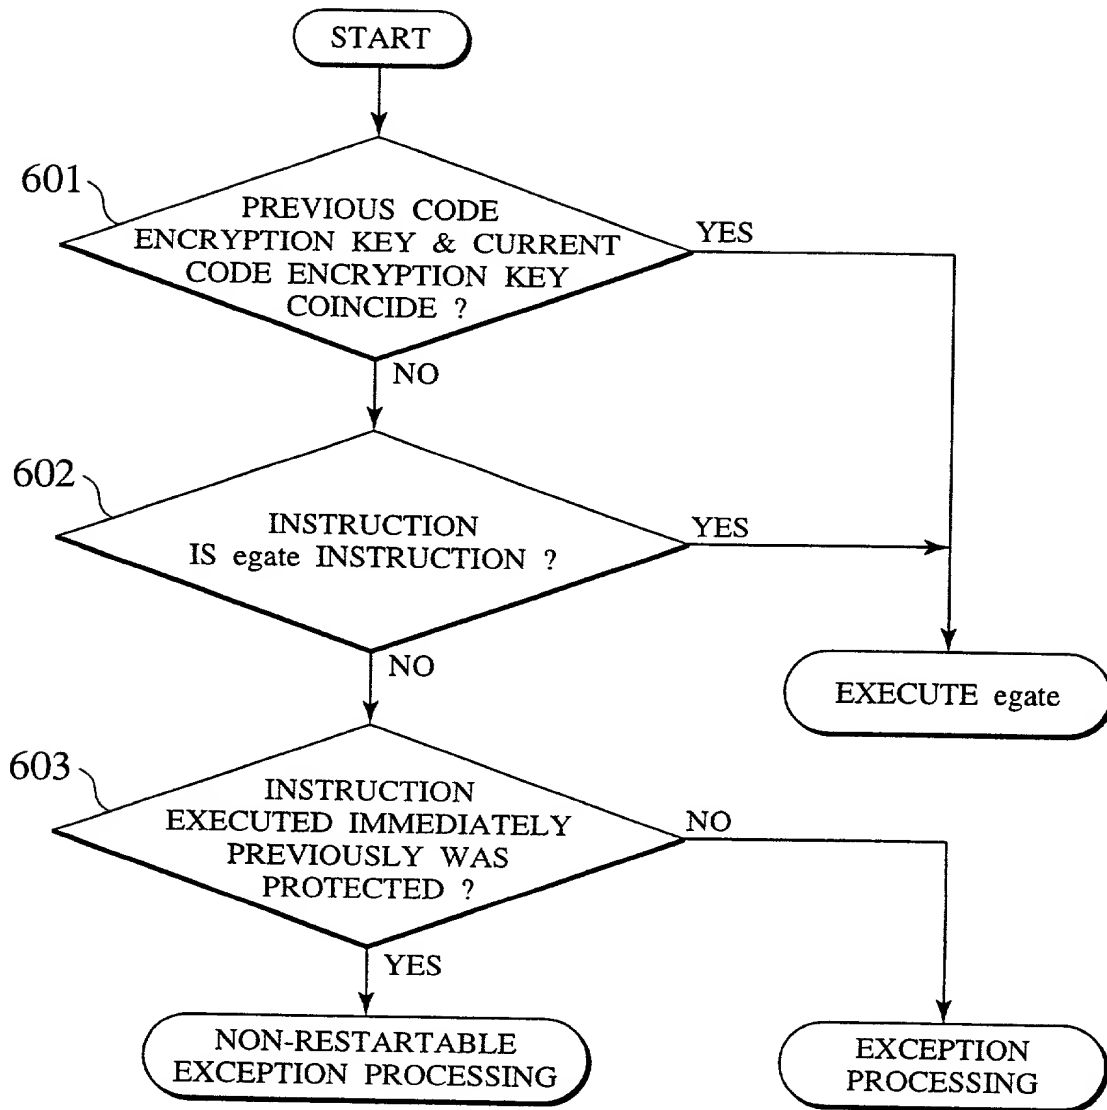 START
601
PREVIOUS CODE
ENCRYPTION KEY & CURRENT
CODE ENCRYPTION KEY
COINCIDE ?
YES
NO
602
INSTRUCTION
IS egate INSTRUCTION ?
YES
NO
EXECUTE egate
603
INSTRUCTION
EXECUTED IMMEDIATELY
PREVIOUSLY WAS
PROTECTED ?
NO
YES
NON-RESTARTABLE
EXCEPTION PROCESSING
EXCEPTION
PROCESSING